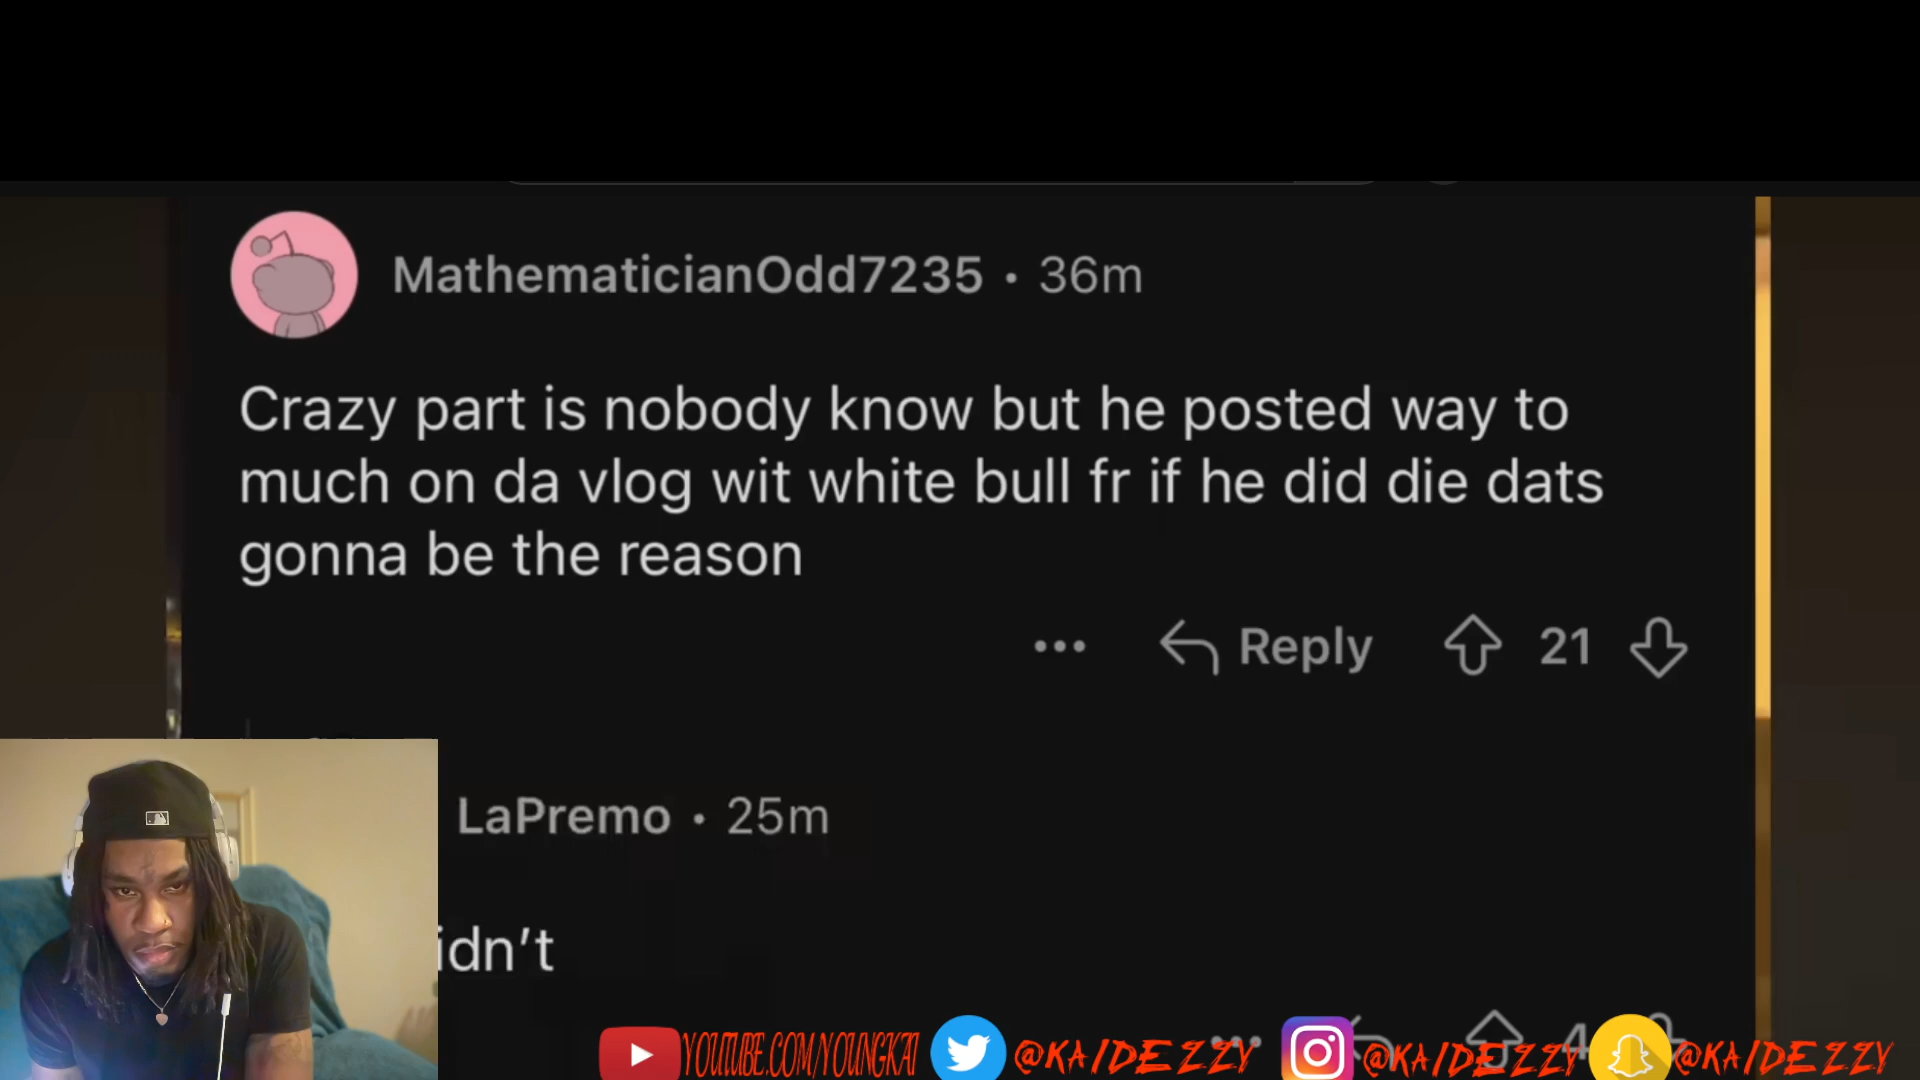 MathematicianOdd7235 • 36m
Crazy part is nobody know but he posted way to
much on da vlog wit white bull fr if he did die dats
gonna be the reason
Reply 21
LaPremo • 25m
idn't
4
YOUTUBE.COM/YOUNGKAI @KAIDEZZY @KAIDEZZY @KAIDEZZY